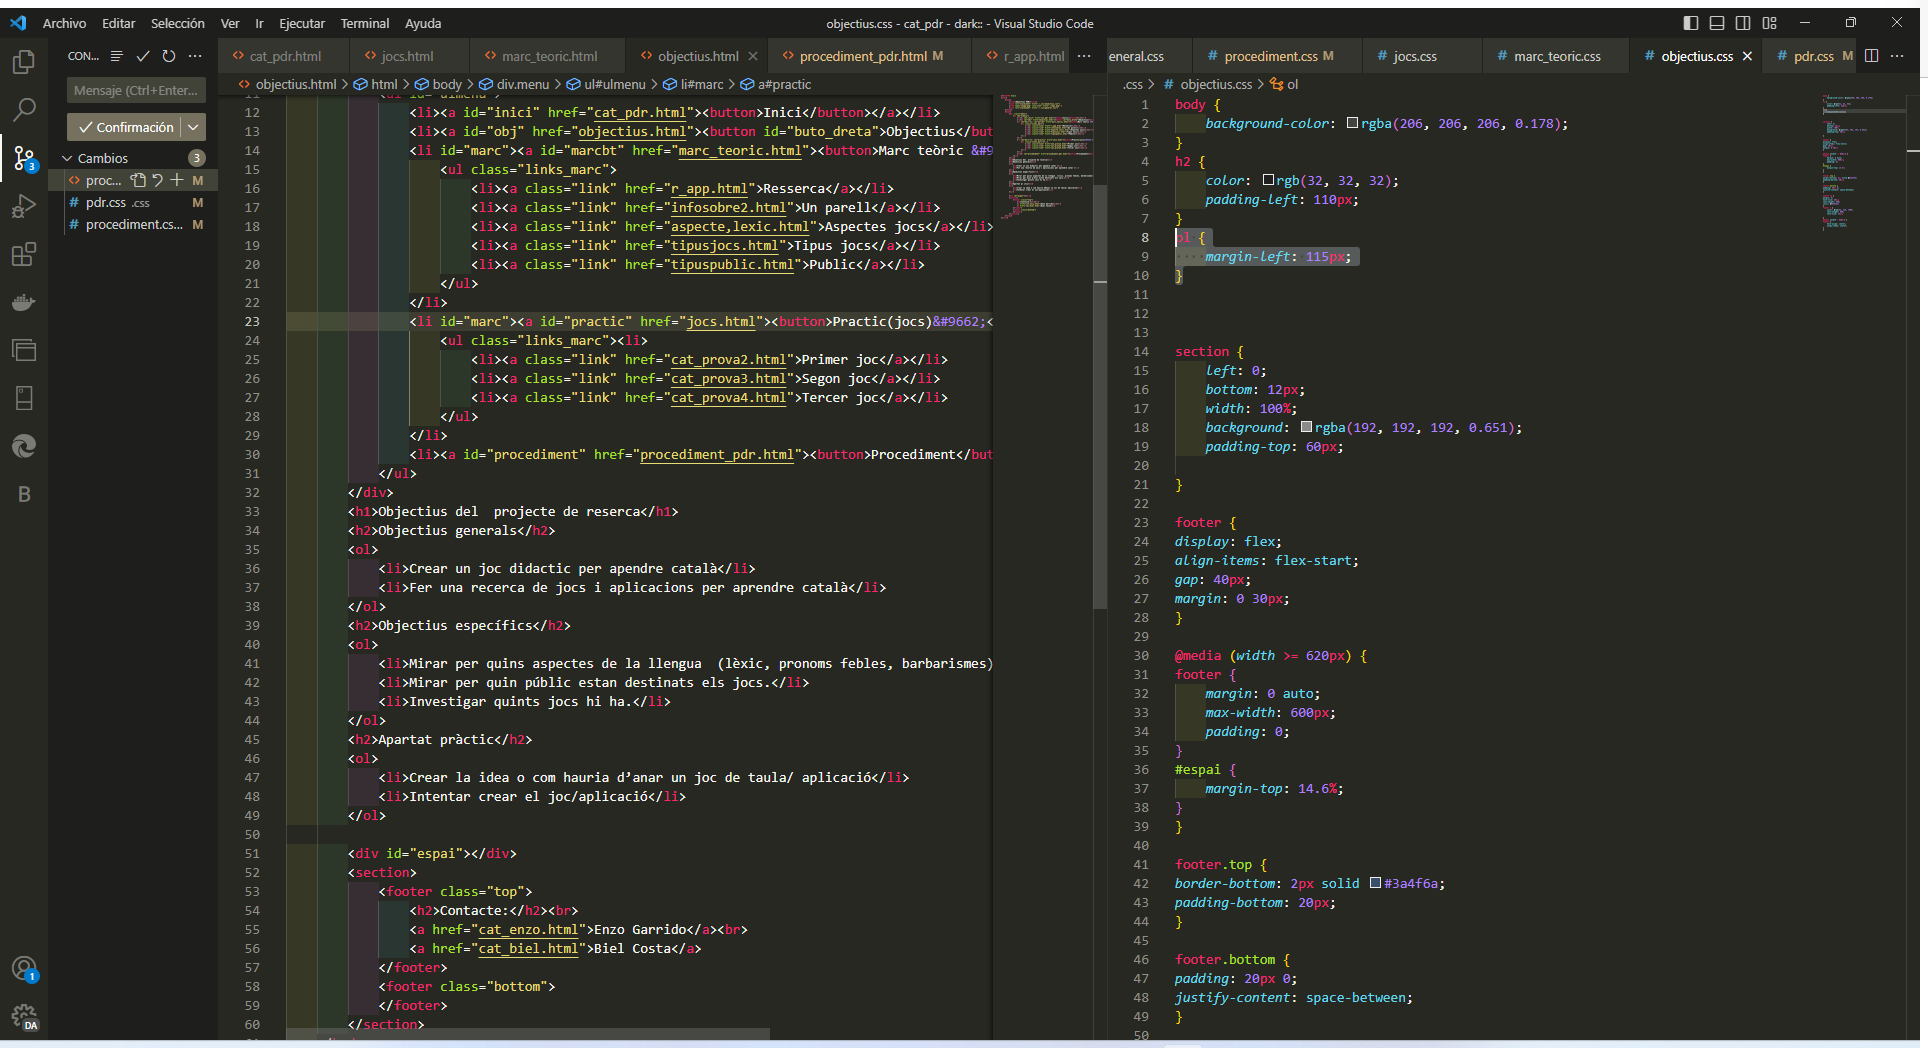 Archivo Editar Selección Ver Ir Ejecutar Terminal Ayuda
objectius.css - cat_pdr - dark:: - Visual Studio Code
CON...
Mensaje (Ctrl+Enter...
Confirmación
Cambios 3
proc... M
pdr.css .css M
procediment.cs... M
3
B
1
DA
cat_pdr.html jocs.html marc_teoric.html objectius.html procediment_pdr.html M r_app.html
objectius.html > html > body > div.menu > ul#ulmenu > li#marc > a#practic
12 <li><a id="inici" href="cat_pdr.html"><button>Inici</button></a></li>
13 <li><a id="obj" href="objectius.html"><button id="buto_dreta">Objectius</but
14 <li id="marc"><a id="marcbt" href="marc_teoric.html"><button>Marc teòric &#9
15 <ul class="links_marc">
16 <li><a class="link" href="r_app.html">Resserca</a></li>
17 <li><a class="link" href="infosobre2.html">Un parell</a></li>
18 <li><a class="link" href="aspecte,lexic.html">Aspectes jocs</a></li>
19 <li><a class="link" href="tipusjocs.html">Tipus jocs</a></li>
20 <li><a class="link" href="tipuspublic.html">Public</a></li>
21 </ul>
22 </li>
23 <li id="marc"><a id="practic" href="jocs.html"><button>Practic(jocs)&#9662;<
24 <ul class="links_marc"><li>
25 <li><a class="link" href="cat_prova2.html">Primer joc</a></li>
26 <li><a class="link" href="cat_prova3.html">Segon joc</a></li>
27 <li><a class="link" href="cat_prova4.html">Tercer joc</a></li>
28 </ul>
29 </li>
30 <li><a id="procediment" href="procediment_pdr.html"><button>Procediment</but
31 </ul>
32 </div>
33 <h1>Objectius del  projecte de reserca</h1>
34 <h2>Objectius generals</h2>
35 <ol>
36 <li>Crear un joc didactic per apendre català</li>
37 <li>Fer una recerca de jocs i aplicacions per aprendre català</li>
38 </ol>
39 <h2>Objectius específics</h2>
40 <ol>
41 <li>Mirar per quins aspectes de la llengua  (lèxic, pronoms febles, barbarismes)
42 <li>Mirar per quin públic estan destinats els jocs.</li>
43 <li>Investigar quints jocs hi ha.</li>
44 </ol>
45 <h2>Apartat pràctic</h2>
46 <ol>
47 <li>Crear la idea o com hauria d’anar un joc de taula/ aplicació</li>
48 <li>Intentar crear el joc/aplicació</li>
49 </ol>
50
51 <div id="espai"></div>
52 <section>
53 <footer class="top">
54 <h2>Contacte:</h2><br>
55 <a href="cat_enzo.html">Enzo Garrido</a><br>
56 <a href="cat_biel.html">Biel Costa</a>
57 </footer>
58 <footer class="bottom">
59 </footer>
60 </section>
eneral.css procediment.css M jocs.css marc_teoric.css objectius.css pdr.css M
.css > objectius.css > ol
1 body {
2 background-color: rgba(206, 206, 206, 0.178);
3 }
4 h2 {
5 color: rgb(32, 32, 32);
6 padding-left: 110px;
7 }
8 ol {
9 margin-left: 115px;
10 }
11
12
13
14 section {
15 left: 0;
16 bottom: 12px;
17 width: 100%;
18 background: rgba(192, 192, 192, 0.651);
19 padding-top: 60px;
20
21 }
22
23 footer {
24 display: flex;
25 align-items: flex-start;
26 gap: 40px;
27 margin: 0 30px;
28 }
29
30 @media (width >= 620px) {
31 footer {
32 margin: 0 auto;
33 max-width: 600px;
34 padding: 0;
35 }
36 #espai {
37 margin-top: 14.6%;
38 }
39 }
40
41 footer.top {
42 border-bottom: 2px solid #3a4f6a;
43 padding-bottom: 20px;
44 }
45
46 footer.bottom {
47 padding: 20px 0;
48 justify-content: space-between;
49 }
50